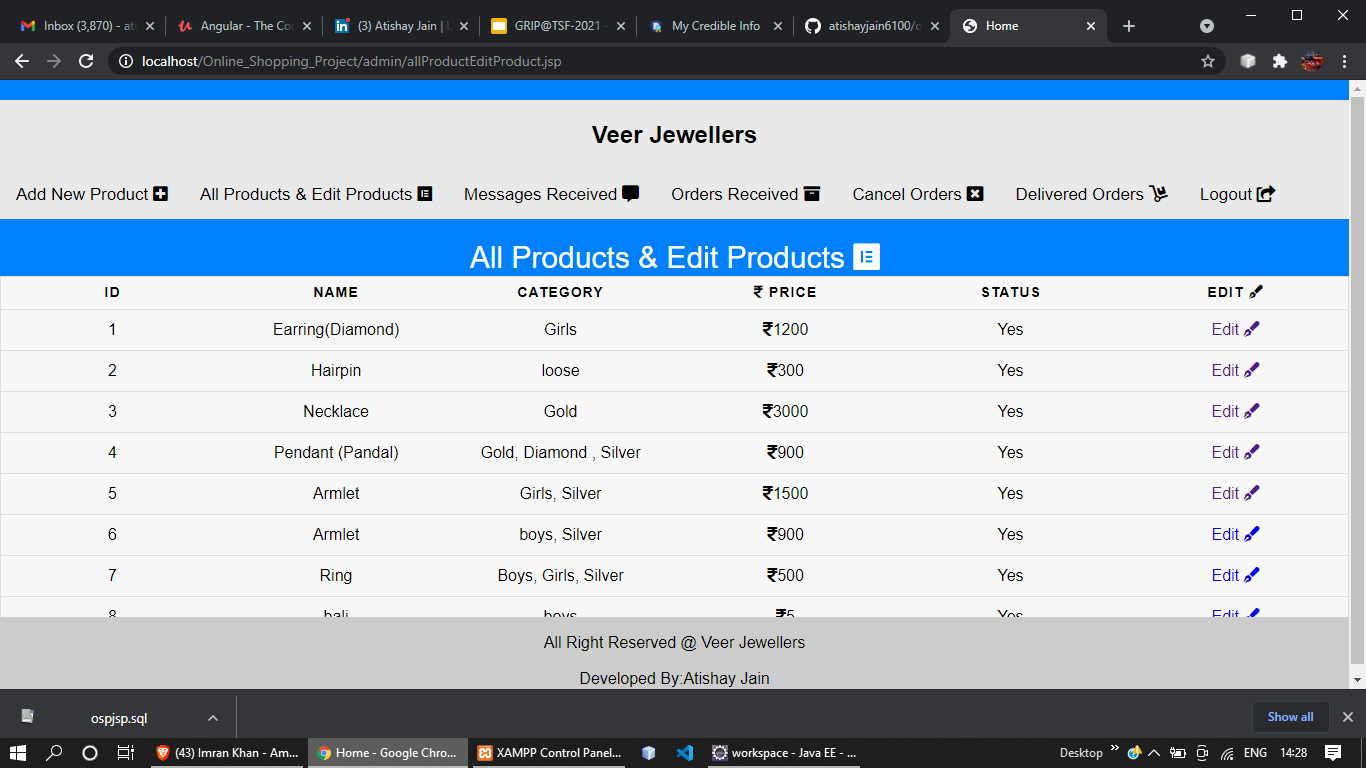 Inbox (3,870) - ati
Angular - The Co
(3) Atishay Jain | L
GRIP@TSF-2021 -
My Credible Info
atishayjain6100/o
Home
localhost/Online_Shopping_Project/admin/allProductEditProduct.jsp
Veer Jewellers
Add New Product All Products & Edit Products Messages Received Orders Received Cancel Orders Delivered Orders Logout
All Products & Edit Products
ID NAME CATEGORY ₹ PRICE STATUS EDIT
1 Earring(Diamond) Girls ₹1200 Yes Edit
2 Hairpin loose ₹300 Yes Edit
3 Necklace Gold ₹3000 Yes Edit
4 Pendant (Pandal) Gold, Diamond , Silver ₹900 Yes Edit
5 Armlet Girls, Silver ₹1500 Yes Edit
6 Armlet boys, Silver ₹900 Yes Edit
7 Ring Boys, Girls, Silver ₹500 Yes Edit
8 bali boys ₹5 Yes Edit
All Right Reserved @ Veer Jewellers
Developed By:Atishay Jain
ospjsp.sql
Show all
(43) Imran Khan - Am...
Home - Google Chro...
XAMPP Control Panel...
workspace - Java EE - ...
Desktop
ENG
14:28